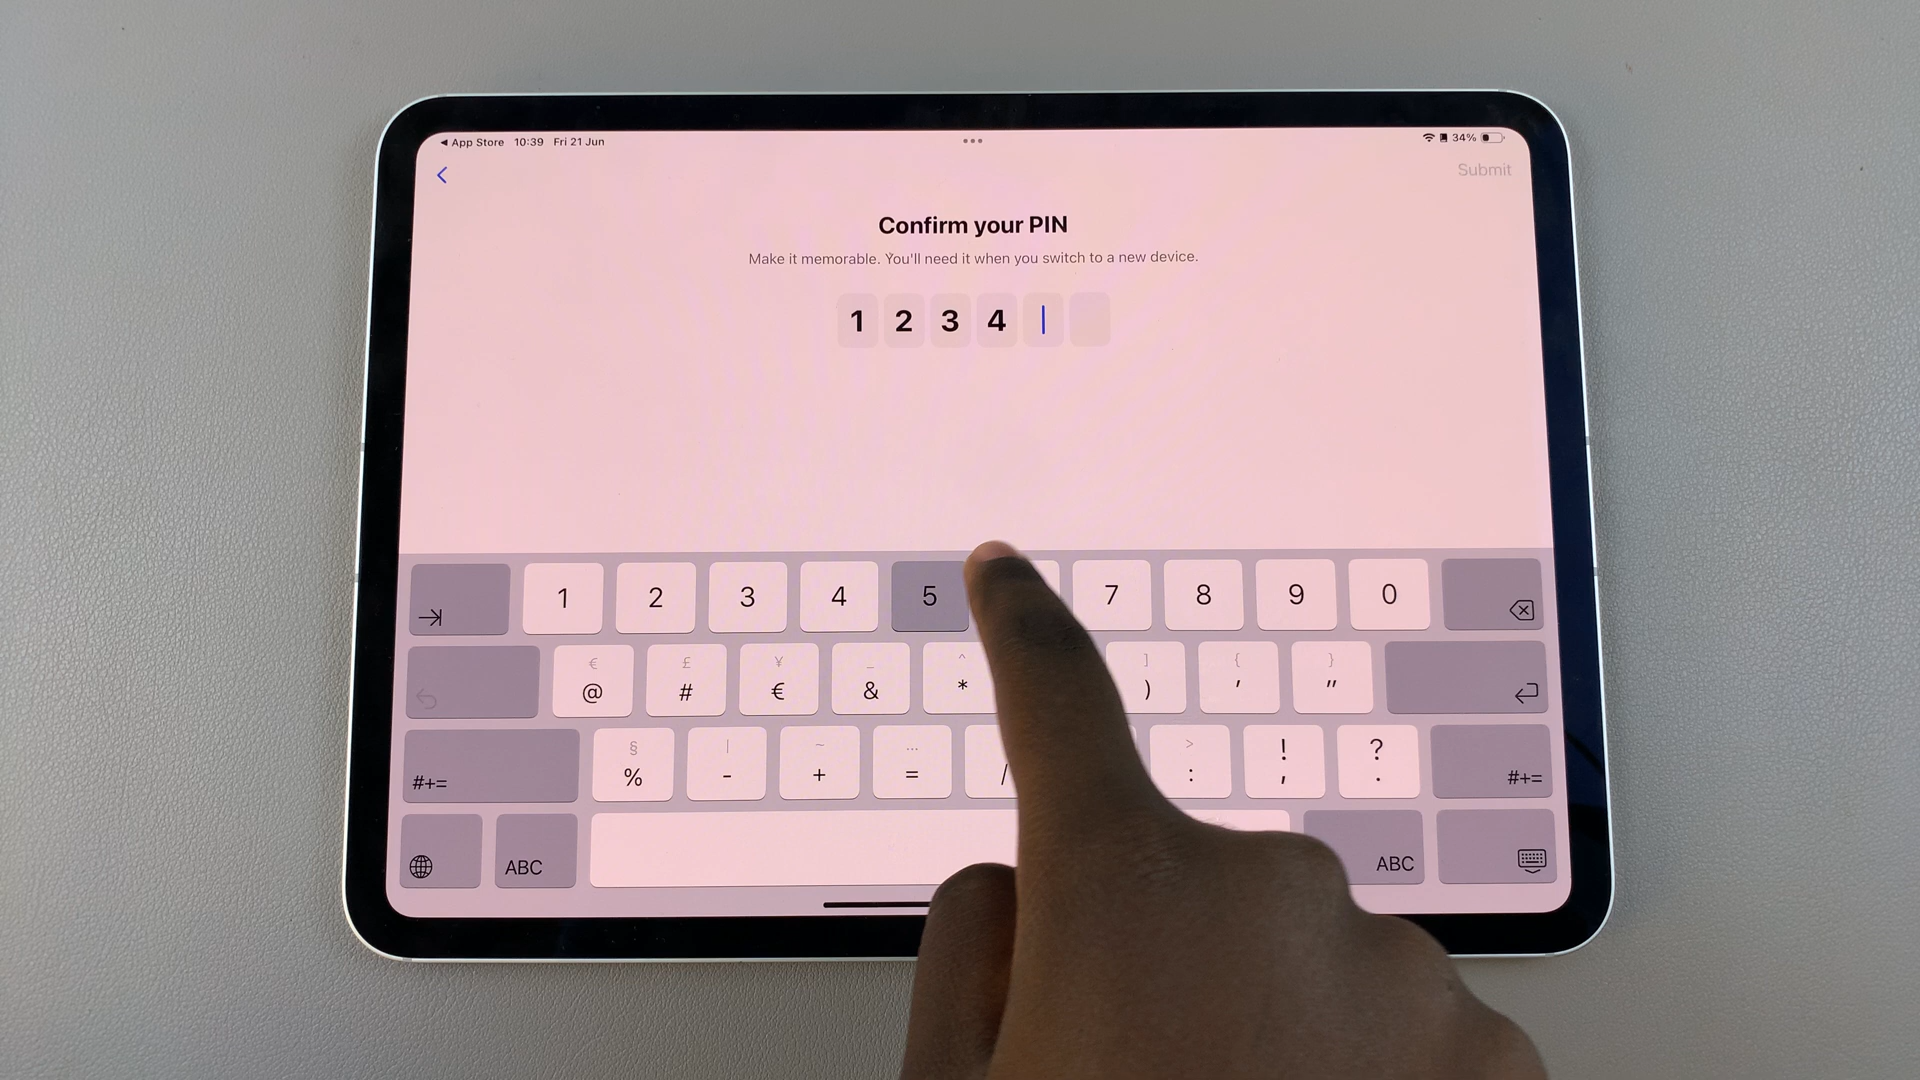 ◀ App Store 10:39 Fri 21 Jun 34%
Submit
Confirm your PIN
Make it memorable. You'll need it when you switch to a new device.
1 2 3 4
1 2 3 4 5 7 8 9 0
€ £ ¥ _ ^ ] { }
@ # € & * ) ' "
§ | ~ … > ! ?
#+= % - + = / : , . #+=
ABC ABC